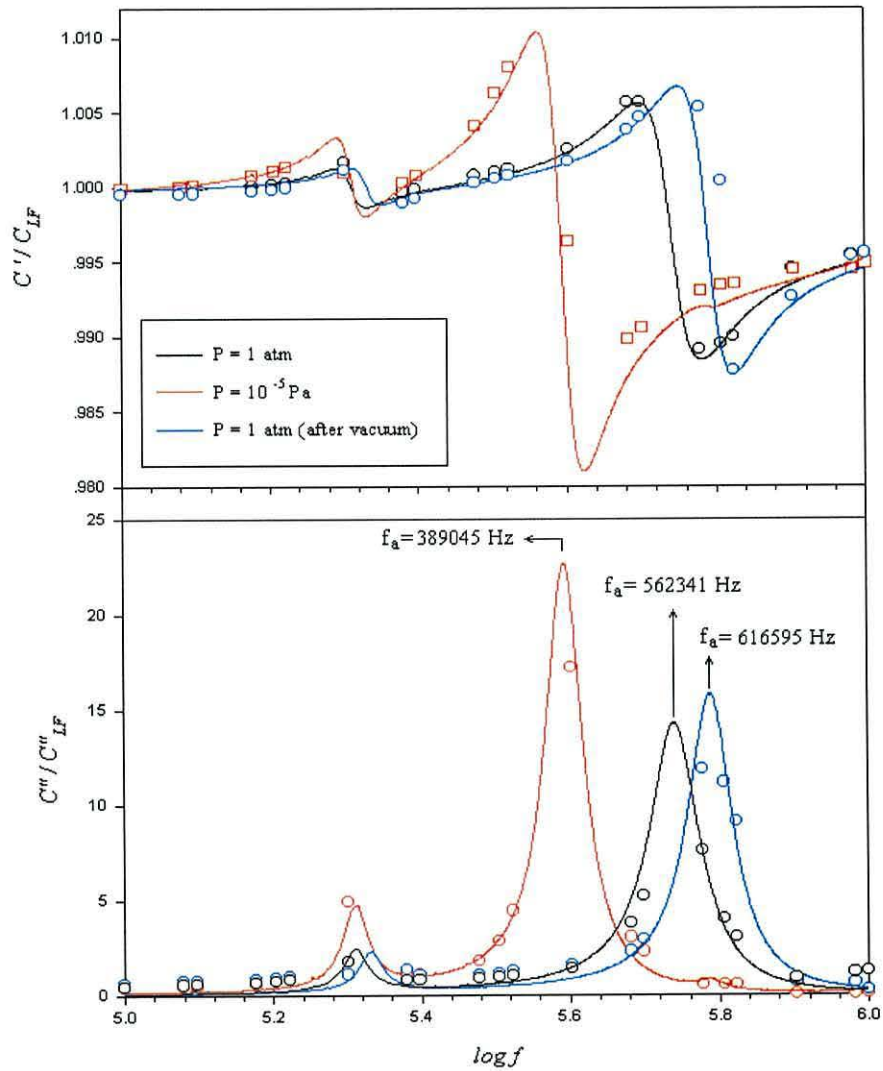 1.010
1.005
1.000
.995
.990
.985
.980
C' / C_LF
P = 1 atm
P = 10⁻⁵ Pa
P = 1 atm (after vacuum)
25
20
15
10
5
0
C'' / C''_LF
f_a= 389045 Hz
f_a= 562341 Hz
f_a= 616595 Hz
5.0 5.2 5.4 5.6 5.8 6.0
log f